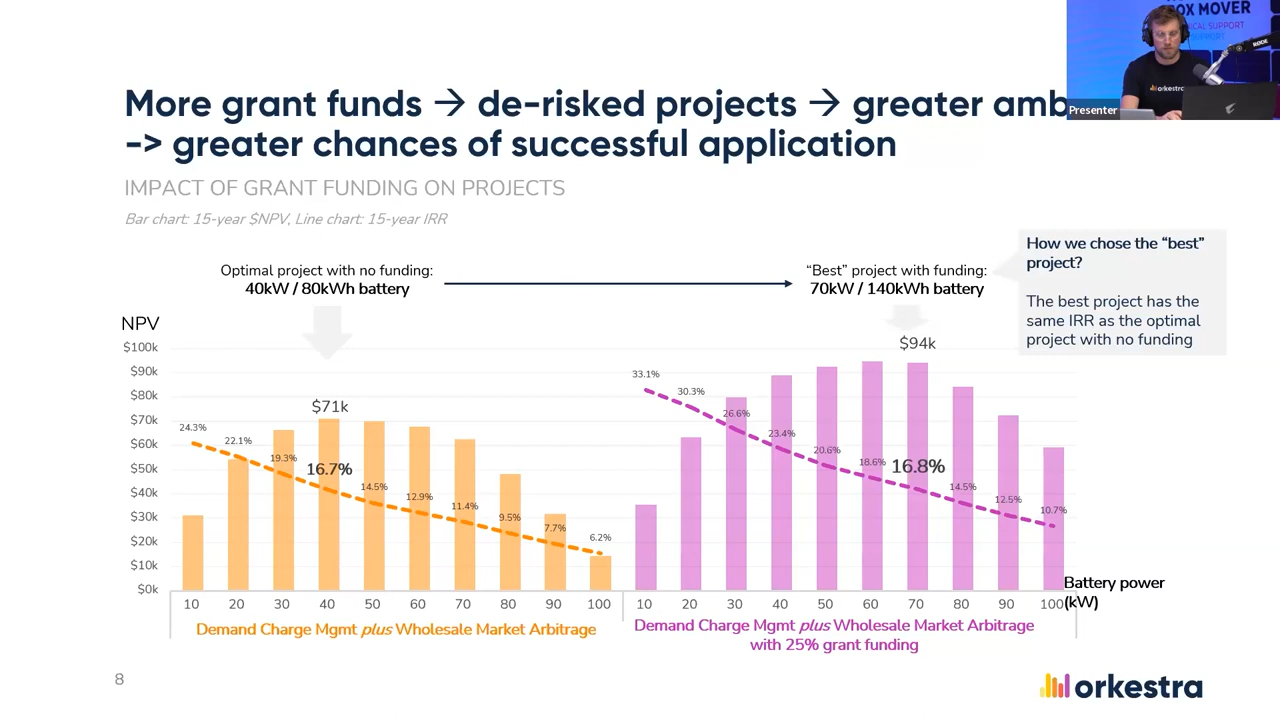 OX MOVER
ICAL SUPPORT
SUPPORT
RODE
orkestra
Presenter
More grant funds → de-risked projects → greater amb
-> greater chances of successful application
IMPACT OF GRANT FUNDING ON PROJECTS
Bar chart: 15-year $NPV, Line chart: 15-year IRR
How we chose the “best”
project?
The best project has the
same IRR as the optimal
project with no funding
Optimal project with no funding:
40kW / 80kWh battery
“Best” project with funding:
70kW / 140kWh battery
NPV
$100k
$90k
$80k
$70k
$60k
$50k
$40k
$30k
$20k
$10k
$0k
$71k
24.3%
22.1%
19.3%
16.7%
14.5%
12.9%
11.4%
9.5%
7.7%
6.2%
$94k
33.1%
30.3%
26.6%
23.4%
20.6%
18.6%
16.8%
14.5%
12.5%
10.7%
10 20 30 40 50 60 70 80 90 100
10 20 30 40 50 60 70 80 90 100
Battery power
(kW)
Demand Charge Mgmt plus Wholesale Market Arbitrage
Demand Charge Mgmt plus Wholesale Market Arbitrage
with 25% grant funding
8
orkestra